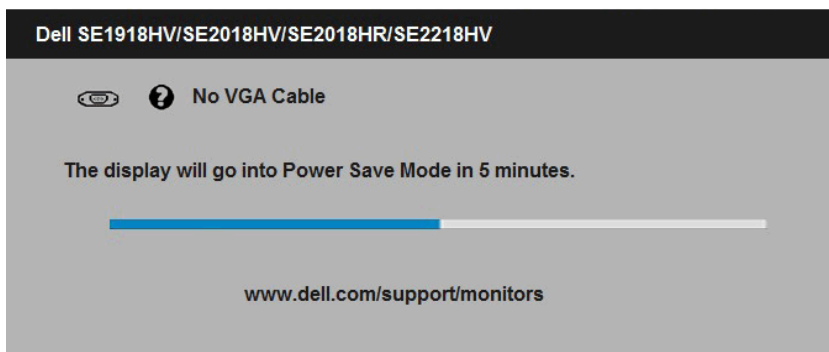 Dell SE1918HV/SE2018HV/SE2018HR/SE2218HV
No VGA Cable
The display will go into Power Save Mode in 5 minutes.
www.dell.com/support/monitors